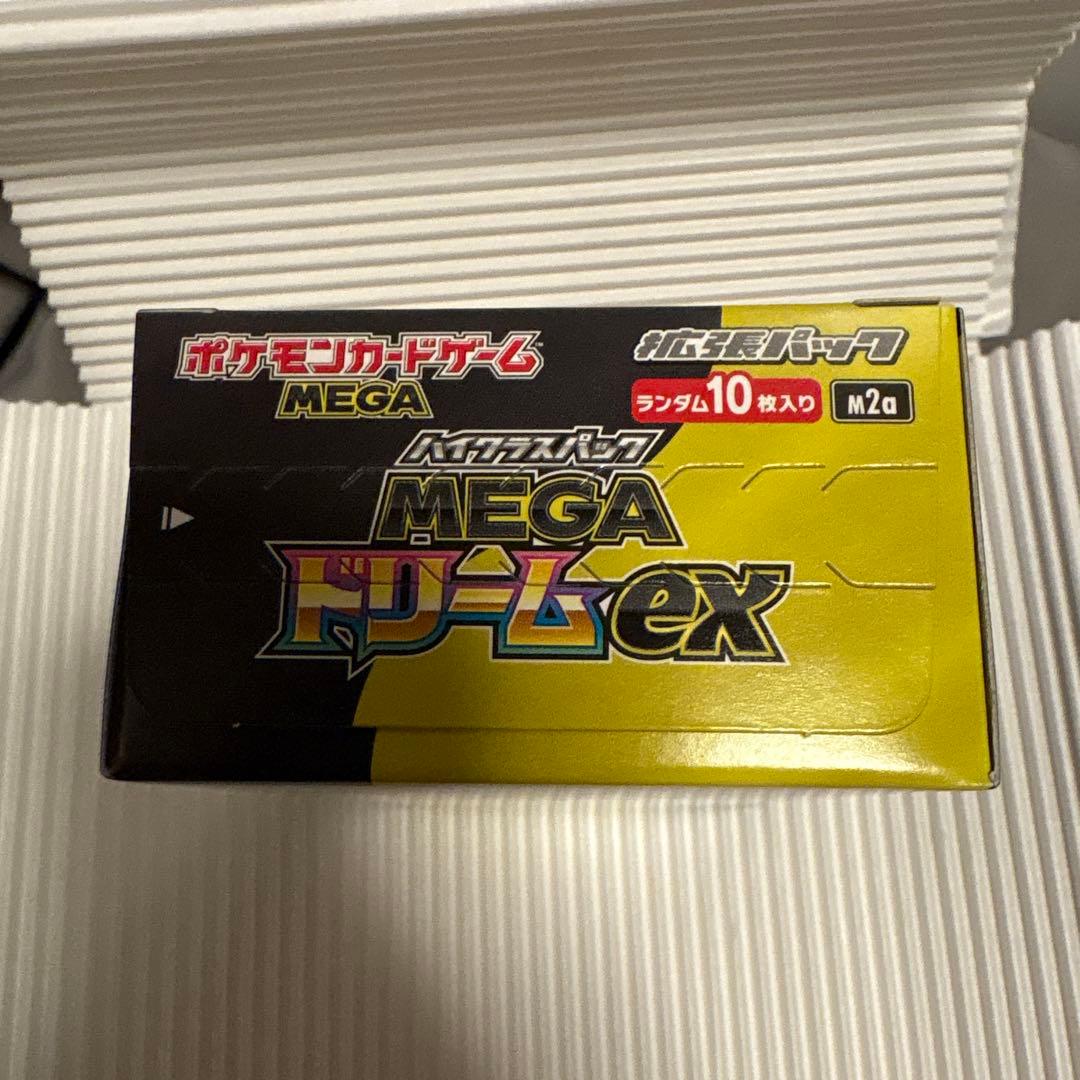 ポケモンカードゲーム™
MEGA
拡張パック
ランダム10枚入り M2a
ハイクラスパック
MEGA
ドリームex